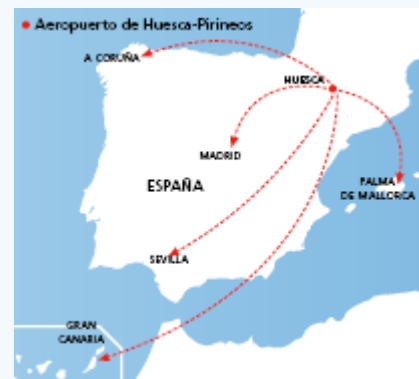 Aeropuerto de Huesca-Pirineos
A CORUÑA
HUESCA
MADRID
ESPAÑA
PALMA
DE MALLORCA
SEVILLA
GRAN
CANARIA